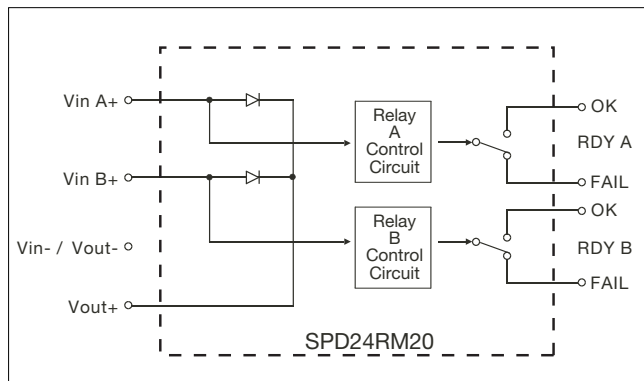 Vin A+
Vin B+
Vin- / Vout-
Vout+
Relay
A
Control
Circuit
Relay
B
Control
Circuit
OK
RDY A
FAIL
OK
RDY B
FAIL
SPD24RM20